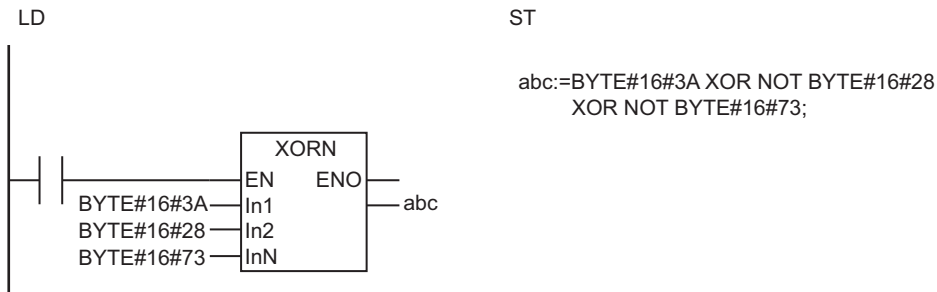 LD
ST
abc:=BYTE#16#3A XOR NOT BYTE#16#28
XOR NOT BYTE#16#73;
XORN
EN ENO
BYTE#16#3A In1 abc
BYTE#16#28 In2
BYTE#16#73 InN